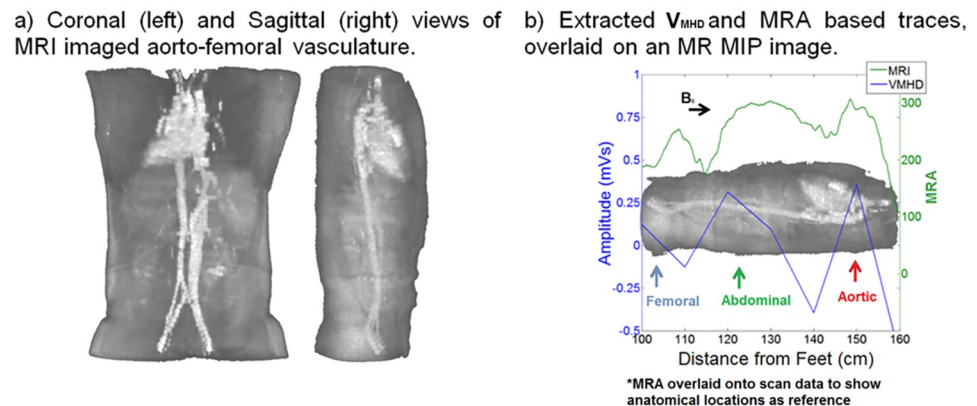 a) Coronal (left) and Sagittal (right) views of
MRI imaged aorto-femoral vasculature.
b) Extracted VMHD and MRA based traces,
overlaid on an MR MIP image.
MRI
VMHD
B₀
1
0.75
0.5
0.25
0
-0.25
-0.5
Amplitude (mVs)
300
200
100
0
MRA
Femoral
Abdominal
Aortic
100 110 120 130 140 150 160
Distance from Feet (cm)
*MRA overlaid onto scan data to show
anatomical locations as reference